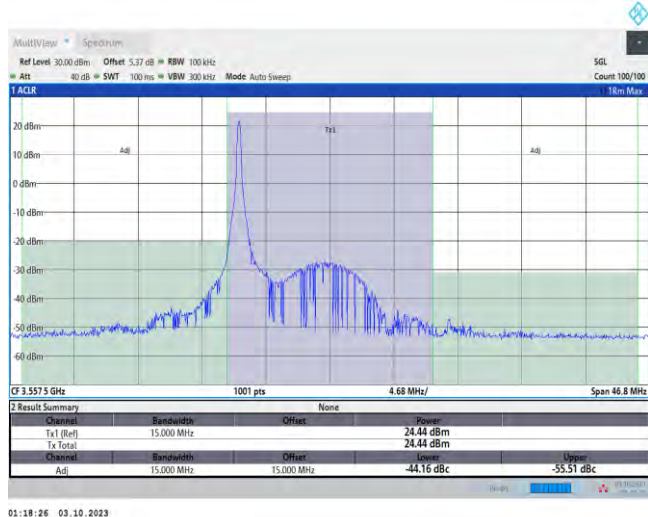 MultiView Spectrum
Ref Level 30.00 dBm Offset 5.37 dB RBW 100 kHz SGL
Att 40 dB SWT 100 ms VBW 300 kHz Mode Auto Sweep Count 100/100
1 ACLR 1Rm Max
20 dBm Tx1
10 dBm Adj Adj
0 dBm
-10 dBm
-20 dBm
-30 dBm
-40 dBm
-50 dBm
-60 dBm
CF 3.5575 GHz 1001 pts 4.68 MHz/ Span 46.8 MHz
2 Result Summary None
Channel Bandwidth Offset Power
Tx1 (Ref) 15.000 MHz 24.44 dBm
Tx Total 24.44 dBm
Channel Bandwidth Offset Lower Upper
Adj 15.000 MHz 15.000 MHz -44.16 dBc -55.51 dBc
01:18:26 03.10.2023